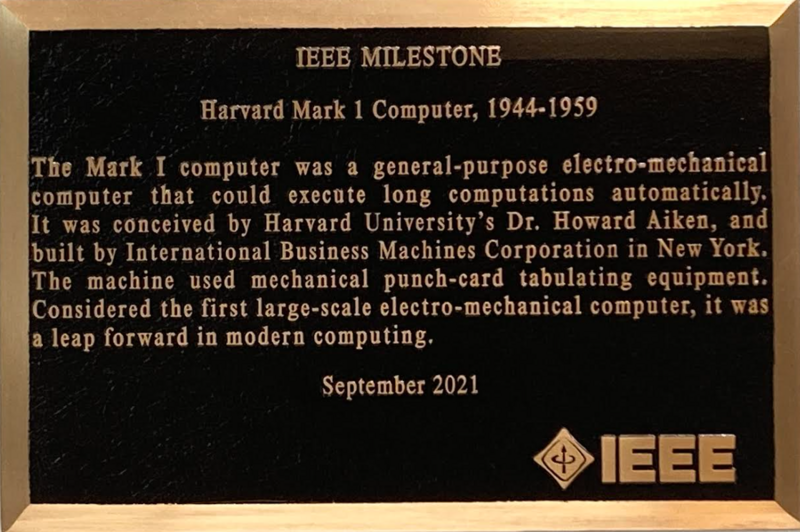 IEEE MILESTONE
Harvard Mark 1 Computer, 1944-1959
The Mark I computer was a general-purpose electro-mechanical
computer that could execute long computations automatically.
It was conceived by Harvard University's Dr. Howard Aiken, and
built by International Business Machines Corporation in New York.
The machine used mechanical punch-card tabulating equipment.
Considered the first large-scale electro-mechanical computer, it was
a leap forward in modern computing.
September 2021
IEEE